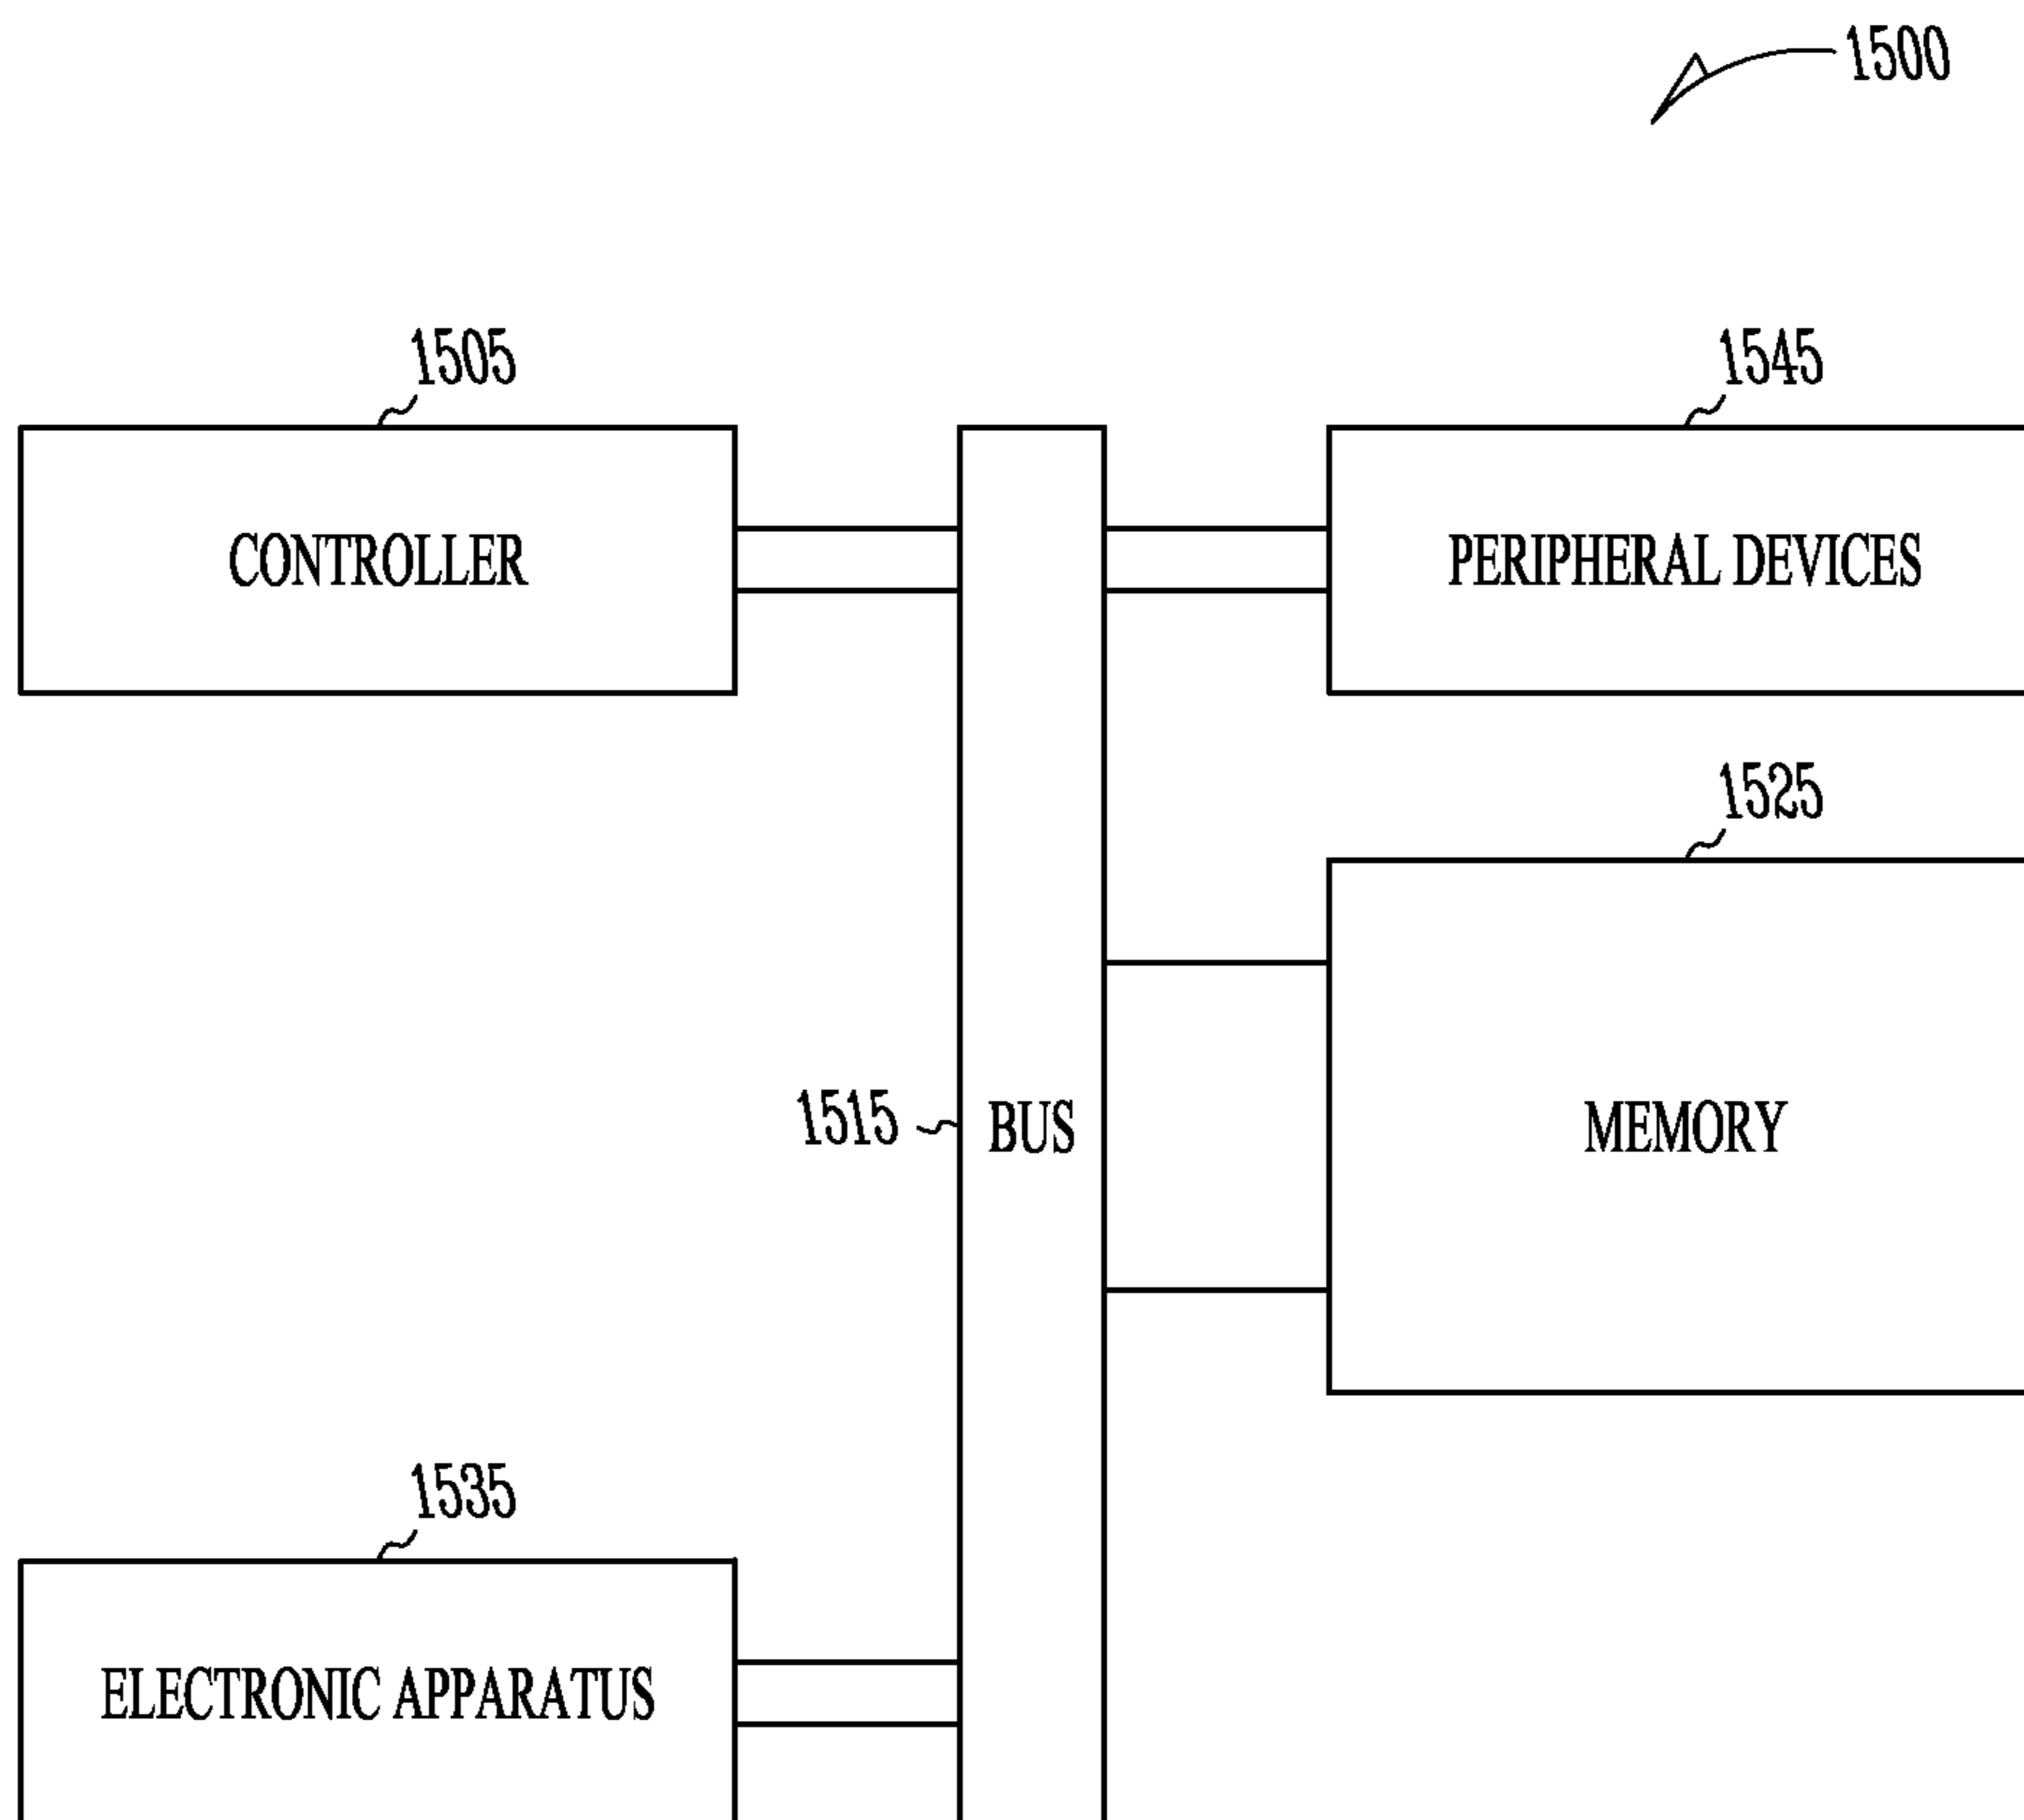 1500
1505
1545
CONTROLLER
PERIPHERAL DEVICES
1525
1515
BUS
MEMORY
1535
ELECTRONIC APPARATUS